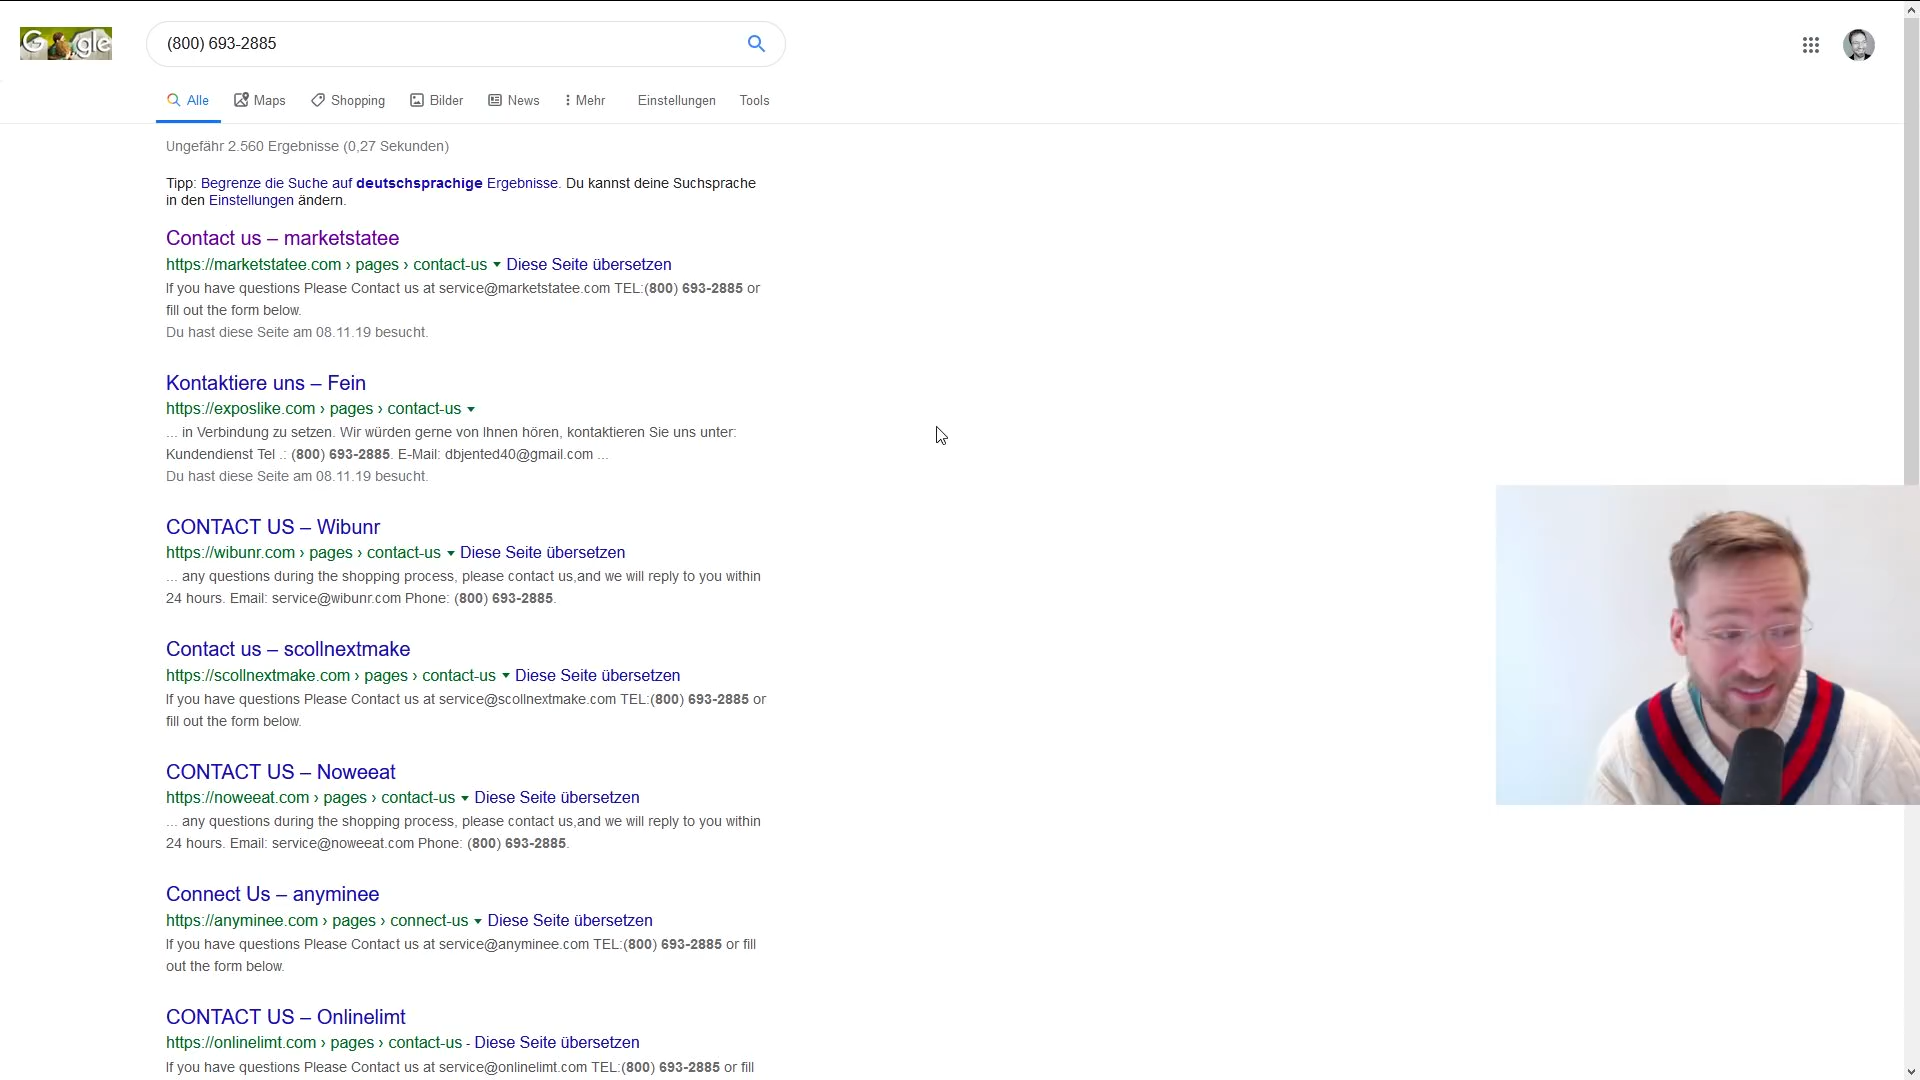 Google
(800) 693-2885
Alle Maps Shopping Bilder News Mehr Einstellungen Tools
Ungefähr 2.560 Ergebnisse (0,27 Sekunden)
Tipp: Begrenze die Suche auf deutschsprachige Ergebnisse. Du kannst deine Suchsprache
in den Einstellungen ändern.
Contact us – marketstatee
https://marketstatee.com › pages › contact-us ▾ Diese Seite übersetzen
If you have questions Please Contact us at service@marketstatee.com TEL:(800) 693-2885 or
fill out the form below.
Du hast diese Seite am 08.11.19 besucht.
Kontaktiere uns – Fein
https://exposlike.com › pages › contact-us ▾
... in Verbindung zu setzen. Wir würden gerne von Ihnen hören, kontaktieren Sie uns unter:
Kundendienst Tel .: (800) 693-2885. E-Mail: dbjented40@gmail.com ...
Du hast diese Seite am 08.11.19 besucht.
CONTACT US – Wibunr
https://wibunr.com › pages › contact-us ▾ Diese Seite übersetzen
... any questions during the shopping process, please contact us,and we will reply to you within
24 hours. Email: service@wibunr.com Phone: (800) 693-2885.
Contact us – scollnextmake
https://scollnextmake.com › pages › contact-us ▾ Diese Seite übersetzen
If you have questions Please Contact us at service@scollnextmake.com TEL:(800) 693-2885 or
fill out the form below.
CONTACT US – Noweeat
https://noweeat.com › pages › contact-us ▾ Diese Seite übersetzen
... any questions during the shopping process, please contact us,and we will reply to you within
24 hours. Email: service@noweeat.com Phone: (800) 693-2885.
Connect Us – anyminee
https://anyminee.com › pages › connect-us ▾ Diese Seite übersetzen
If you have questions Please Contact us at service@anyminee.com TEL:(800) 693-2885 or fill
out the form below.
CONTACT US – Onlinelimt
https://onlinelimt.com › pages › contact-us - Diese Seite übersetzen
If you have questions Please Contact us at service@onlinelimt.com TEL:(800) 693-2885 or fill